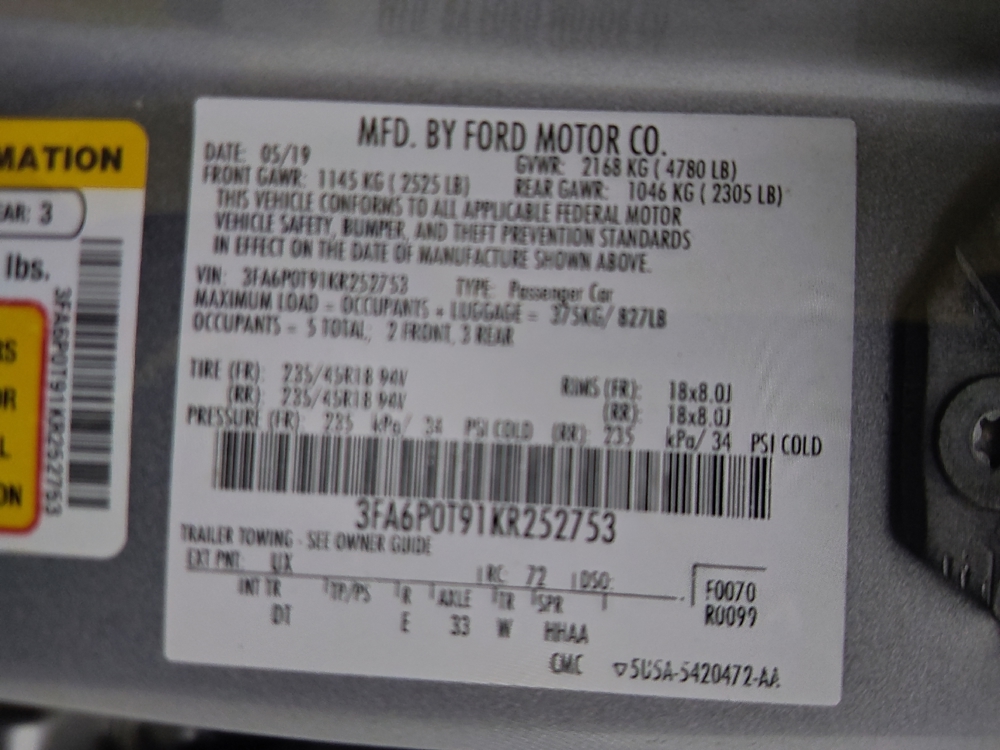 MATION
EAR: 3
lbs.
RS
OR
L
ON
3FA6P0T91KR252753
MFD. BY FORD MOTOR CO.
DATE: 05/19 GVWR: 2168 KG ( 4780 LB)
FRONT GAWR: 1145 KG ( 2525 LB) REAR GAWR: 1046 KG ( 2305 LB)
THIS VEHICLE CONFORMS TO ALL APPLICABLE FEDERAL MOTOR
VEHICLE SAFETY, BUMPER, AND THEFT PREVENTION STANDARDS
IN EFFECT ON THE DATE OF MANUFACTURE SHOWN ABOVE.
VIN: 3FA6P0T91KR252753 TYPE: Passenger Car
MAXIMUM LOAD = OCCUPANTS + LUGGAGE = 375KG/ 827LB
OCCUPANTS = 5 TOTAL, 2 FRONT, 3 REAR
TIRE (FR): 235/45R18 94V RIMS (FR): 18x8.0J
(RR): 235/45R18 94V (RR): 18x8.0J
PRESSURE (FR): 235 kPa/ 34 PSI COLD (RR): 235 kPa/ 34 PSI COLD
3FA6P0T91KR252753
TRAILER TOWING - SEE OWNER GUIDE
EXT PNT: UX RC: 72 DSO: F0070
INT TR TP/PS R AXLE TR SPR R0099
DT E 33 W HHAA
CMC ▽5U5A-5420472-AA